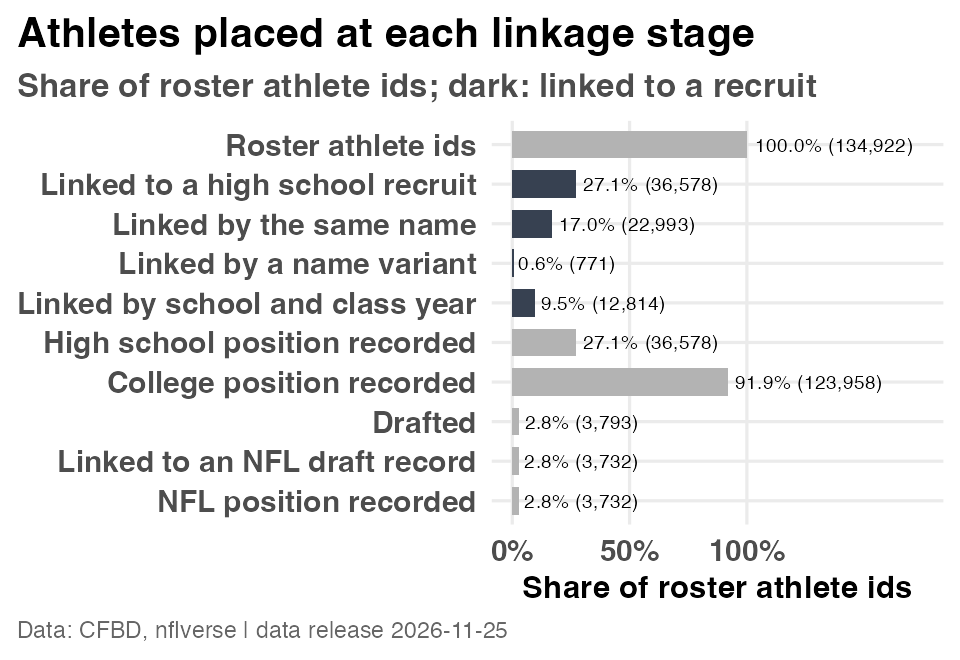 Athletes placed at each linkage stage
Share of roster athlete ids; dark: linked to a recruit
Roster athlete ids 100.0% (134,922)
Linked to a high school recruit 27.1% (36,578)
Linked by the same name 17.0% (22,993)
Linked by a name variant 0.6% (771)
Linked by school and class year 9.5% (12,814)
High school position recorded 27.1% (36,578)
College position recorded 91.9% (123,958)
Drafted 2.8% (3,793)
Linked to an NFL draft record 2.8% (3,732)
NFL position recorded 2.8% (3,732)
0% 50% 100%
Share of roster athlete ids
Data: CFBD, nflverse | data release 2026-11-25